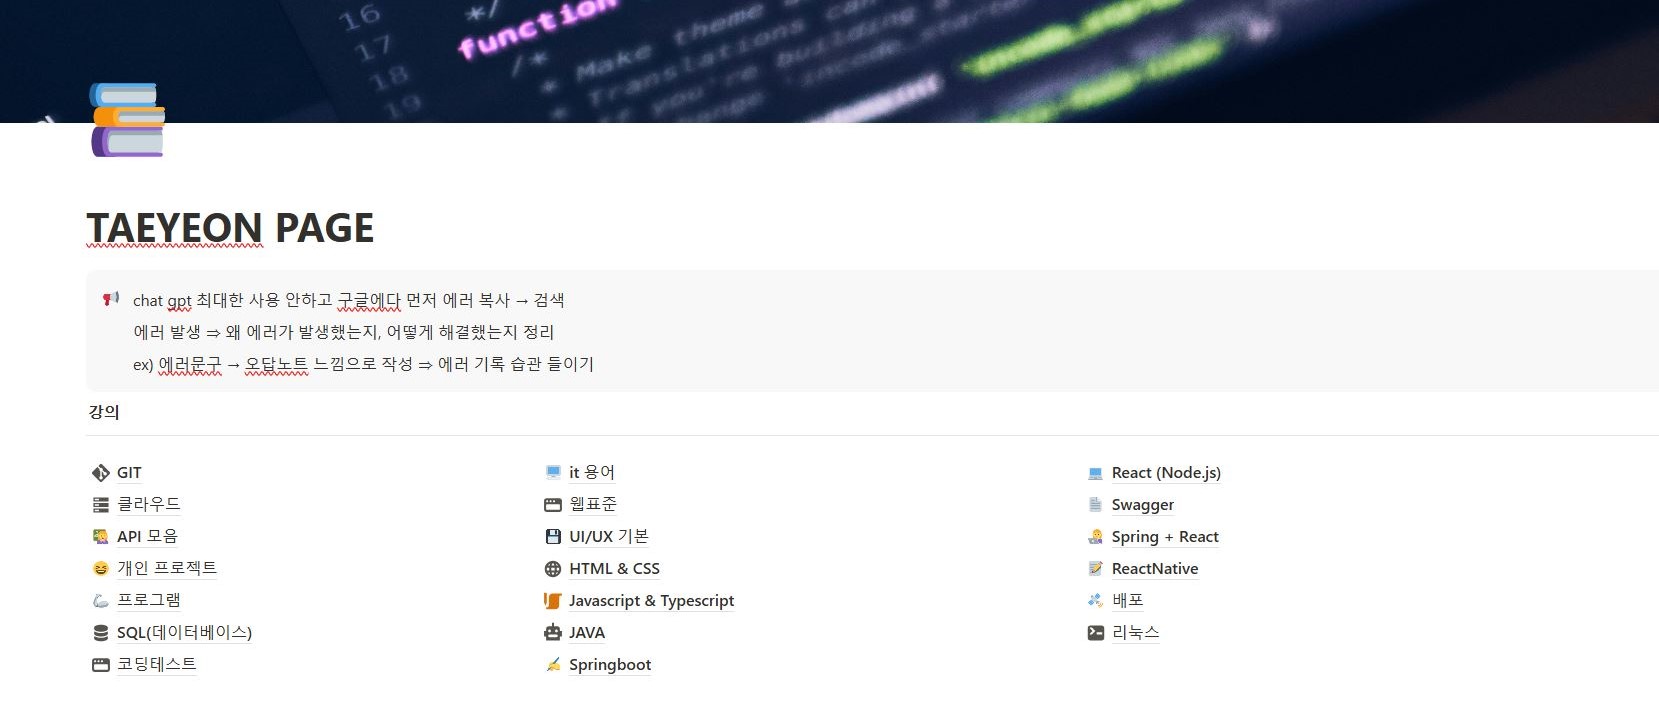 16
*/
17
function
18
/*
* Make theme
19
* Translations can
* If you're building a
TAEYEON PAGE
chat gpt 최대한 사용 안하고 구글에다 먼저 에러 복사 → 검색
에러 발생 ⇒ 왜 에러가 발생했는지, 어떻게 해결했는지 정리
ex) 에러문구 → 오답노트 느낌으로 작성 ⇒ 에러 기록 습관 들이기
강의
GIT
클라우드
API 모음
개인 프로젝트
프로그램
SQL(데이터베이스)
코딩테스트
it 용어
웹표준
UI/UX 기본
HTML & CSS
Javascript & Typescript
JAVA
Springboot
React (Node.js)
Swagger
Spring + React
ReactNative
배포
리눅스